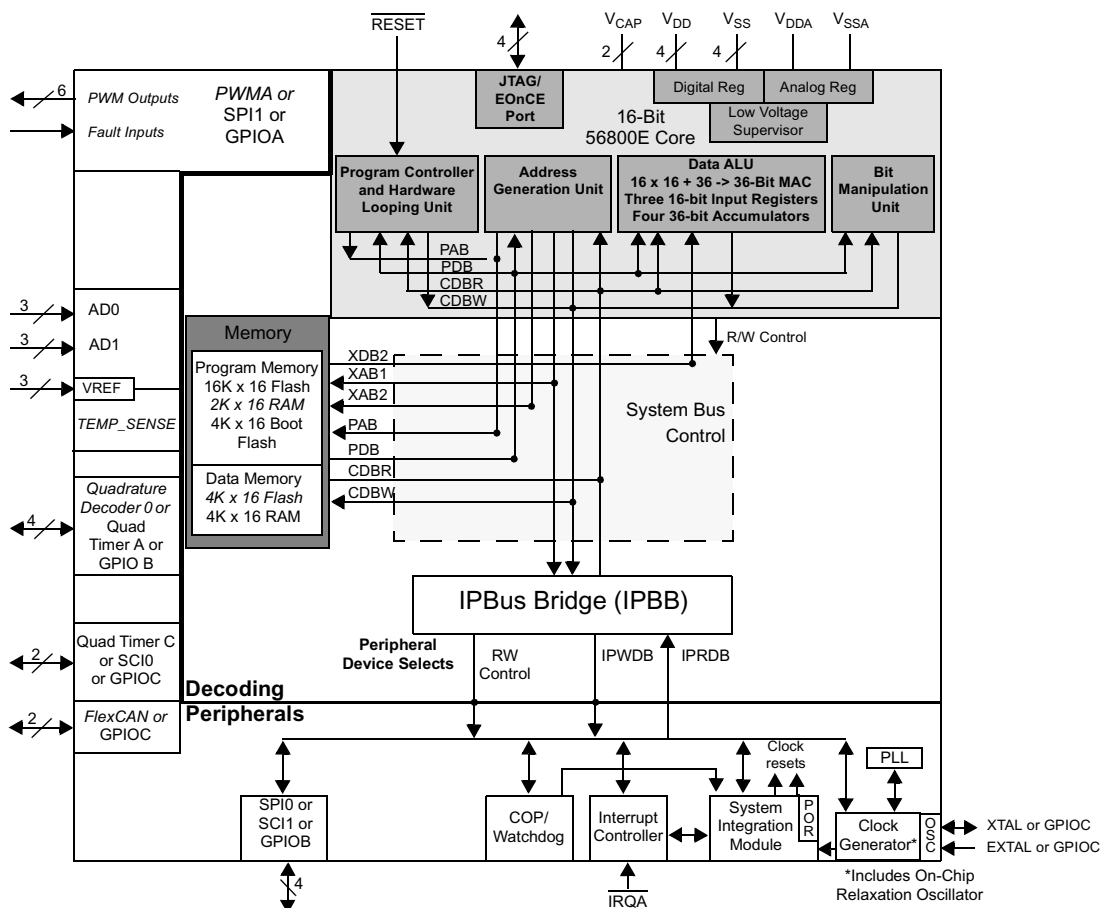 RESET
4
VCAP
VDD
VSS
VDDA
VSSA
2
4
4
6
PWM Outputs
Fault Inputs
PWMA or
SPI1 or
GPIOA
JTAG/
EOnCE
Port
Digital Reg
Analog Reg
Low Voltage
Supervisor
16-Bit
56800E Core
Program Controller
and Hardware
Looping Unit
Address
Generation Unit
Data ALU
16 x 16 + 36 -> 36-Bit MAC
Three 16-bit Input Registers
Four 36-bit Accumulators
Bit
Manipulation
Unit
PAB
PDB
CDBR
CDBW
3
AD0
3
AD1
3
VREF
TEMP_SENSE
Memory
Program Memory
16K x 16 Flash
2K x 16 RAM
4K x 16 Boot
Flash
Data Memory
4K x 16 Flash
4K x 16 RAM
XDB2
XAB1
XAB2
PAB
PDB
CDBR
CDBW
R/W Control
System Bus
Control
4
Quadrature
Decoder 0 or
Quad
Timer A or
GPIO B
IPBus Bridge (IPBB)
2
Quad Timer C
or SCI0
or GPIOC
Peripheral
Device Selects
RW
Control
IPWDB
IPRDB
Decoding
Peripherals
2
FlexCAN or
GPIOC
Clock
resets
PLL
SPI0 or
SCI1 or
GPIOB
COP/
Watchdog
Interrupt
Controller
System
Integration
Module
POR
Clock
Generator*
OSC
XTAL or GPIOC
EXTAL or GPIOC
4
IRQA
*Includes On-Chip
Relaxation Oscillator